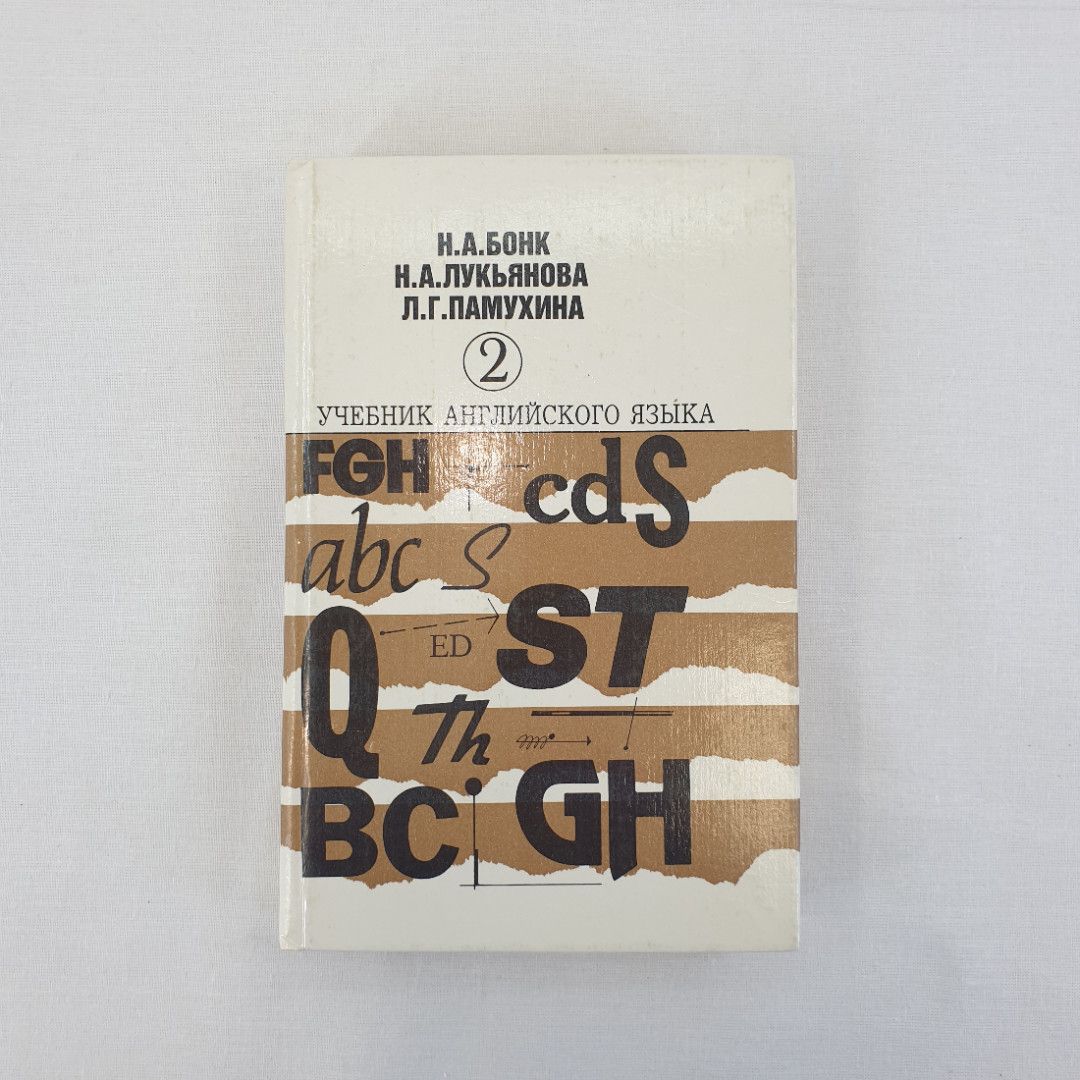 Н.А.БОНК
Н.А.ЛУКЬЯНОВА
Л.Г.ПАМУХИНА
2
УЧЕБНИК АНГЛИЙСКОГО ЯЗЫКА
FGH
cdS
abc S
Q
ED
ST
Th
BC
GH